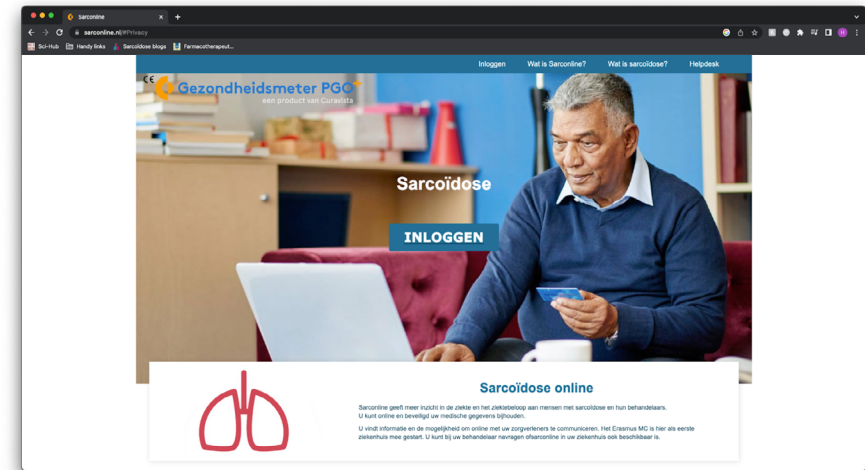 Sarconline
sarconline.nl/#Privacy
Sci-Hub Handy links Sarcoïdose blogs Farmacotherapeut...
Inloggen Wat is Sarconline? Wat is sarcoïdose? Helpdesk
CE
Gezondheidsmeter PGO
een product van Curavista
Sarcoïdose
INLOGGEN
Sarcoïdose online
Sarconline geeft meer inzicht in de ziekte en het ziektebeloop aan mensen met sarcoïdose en hun behandelaars.
U kunt online en beveiligd uw medische gegevens bijhouden.
U vindt informatie en de mogelijkheid om online met uw zorgverleners te communiceren. Het Erasmus MC is hier als eerste
ziekenhuis mee gestart. U kunt bij uw behandelaar navragen ofsarconline in uw ziekenhuis ook beschikbaar is.